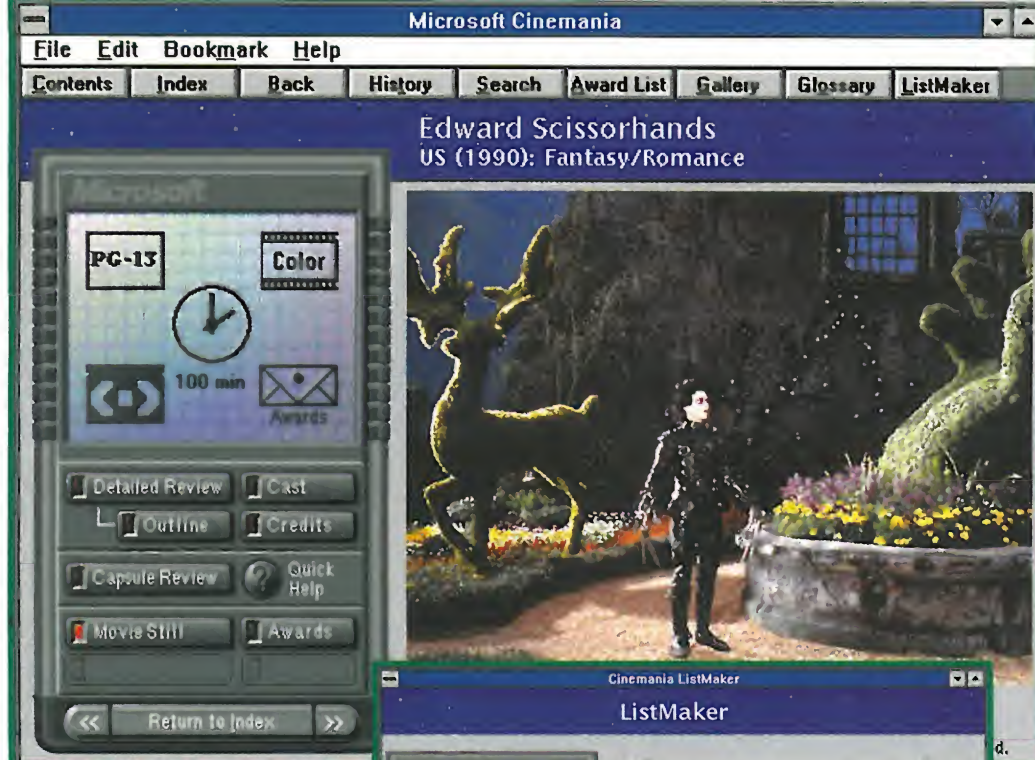 Microsoft Cinemania
File Edit Bookmark Help
Contents Index Back History Search Award List Gallery Glossary ListMaker
Edward Scissorhands
US (1990): Fantasy/Romance
Microsoft
PG-13 Color
100 min
Awards
Detailed Review Cast
Outline Credits
Capsule Review ? Quick Help
Movie Still Awards
<< Return to Index >>
Cinemania ListMaker
ListMaker
d.